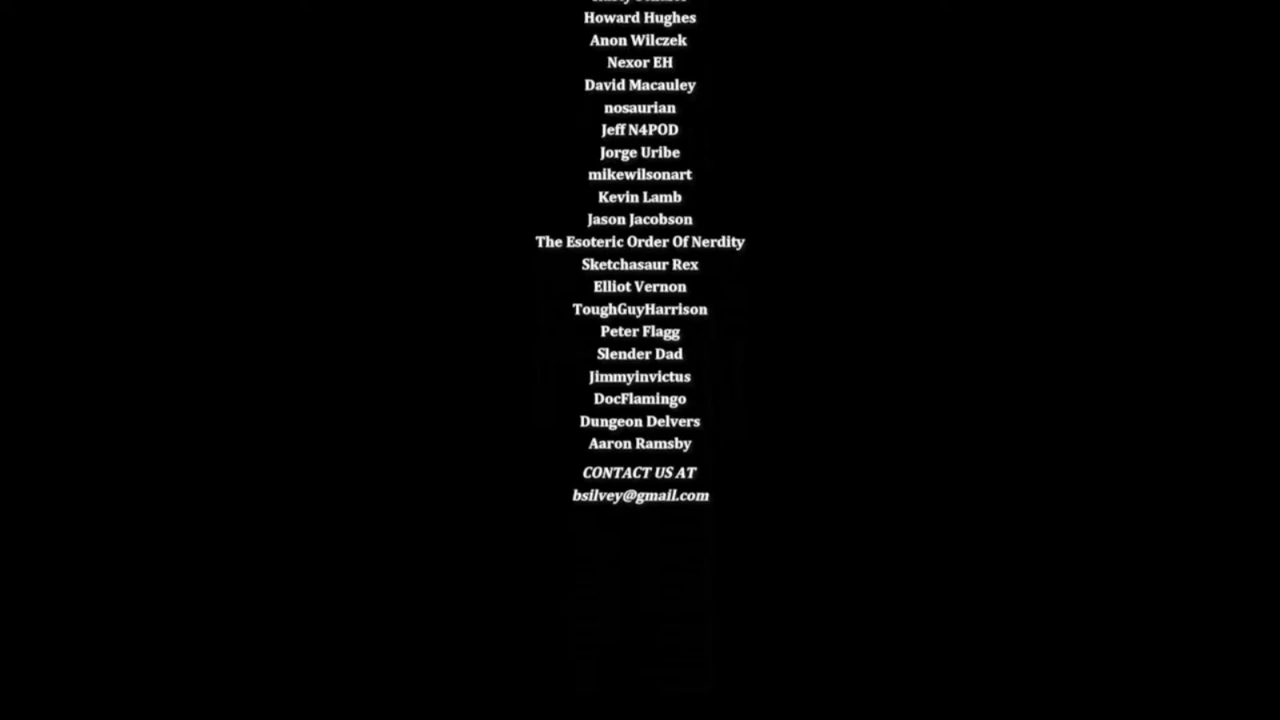 Howard Hughes
Anon Wilczek
Nexor EH
David Macauley
nosaurian
Jeff N4POD
Jorge Uribe
mikewilsonart
Kevin Lamb
Jason Jacobson
The Esoteric Order Of Nerdity
Sketchasaur Rex
Elliot Vernon
ToughGuyHarrison
Peter Flagg
Slender Dad
Jimmyinvictus
DocFlamingo
Dungeon Delvers
Aaron Ramsby
CONTACT US AT
bsilvey@gmail.com